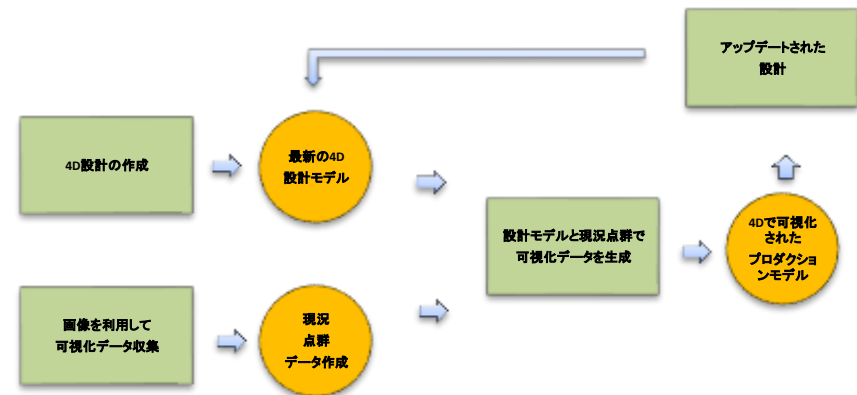 アップデートされた
設計
4D設計の作成
最新の4D
設計モデル
設計モデルと現況点群で
可視化データを生成
4Dで可視化
された
プロダクショ
ンモデル
画像を利用して
可視化データ収集
現況
点群
データ作成